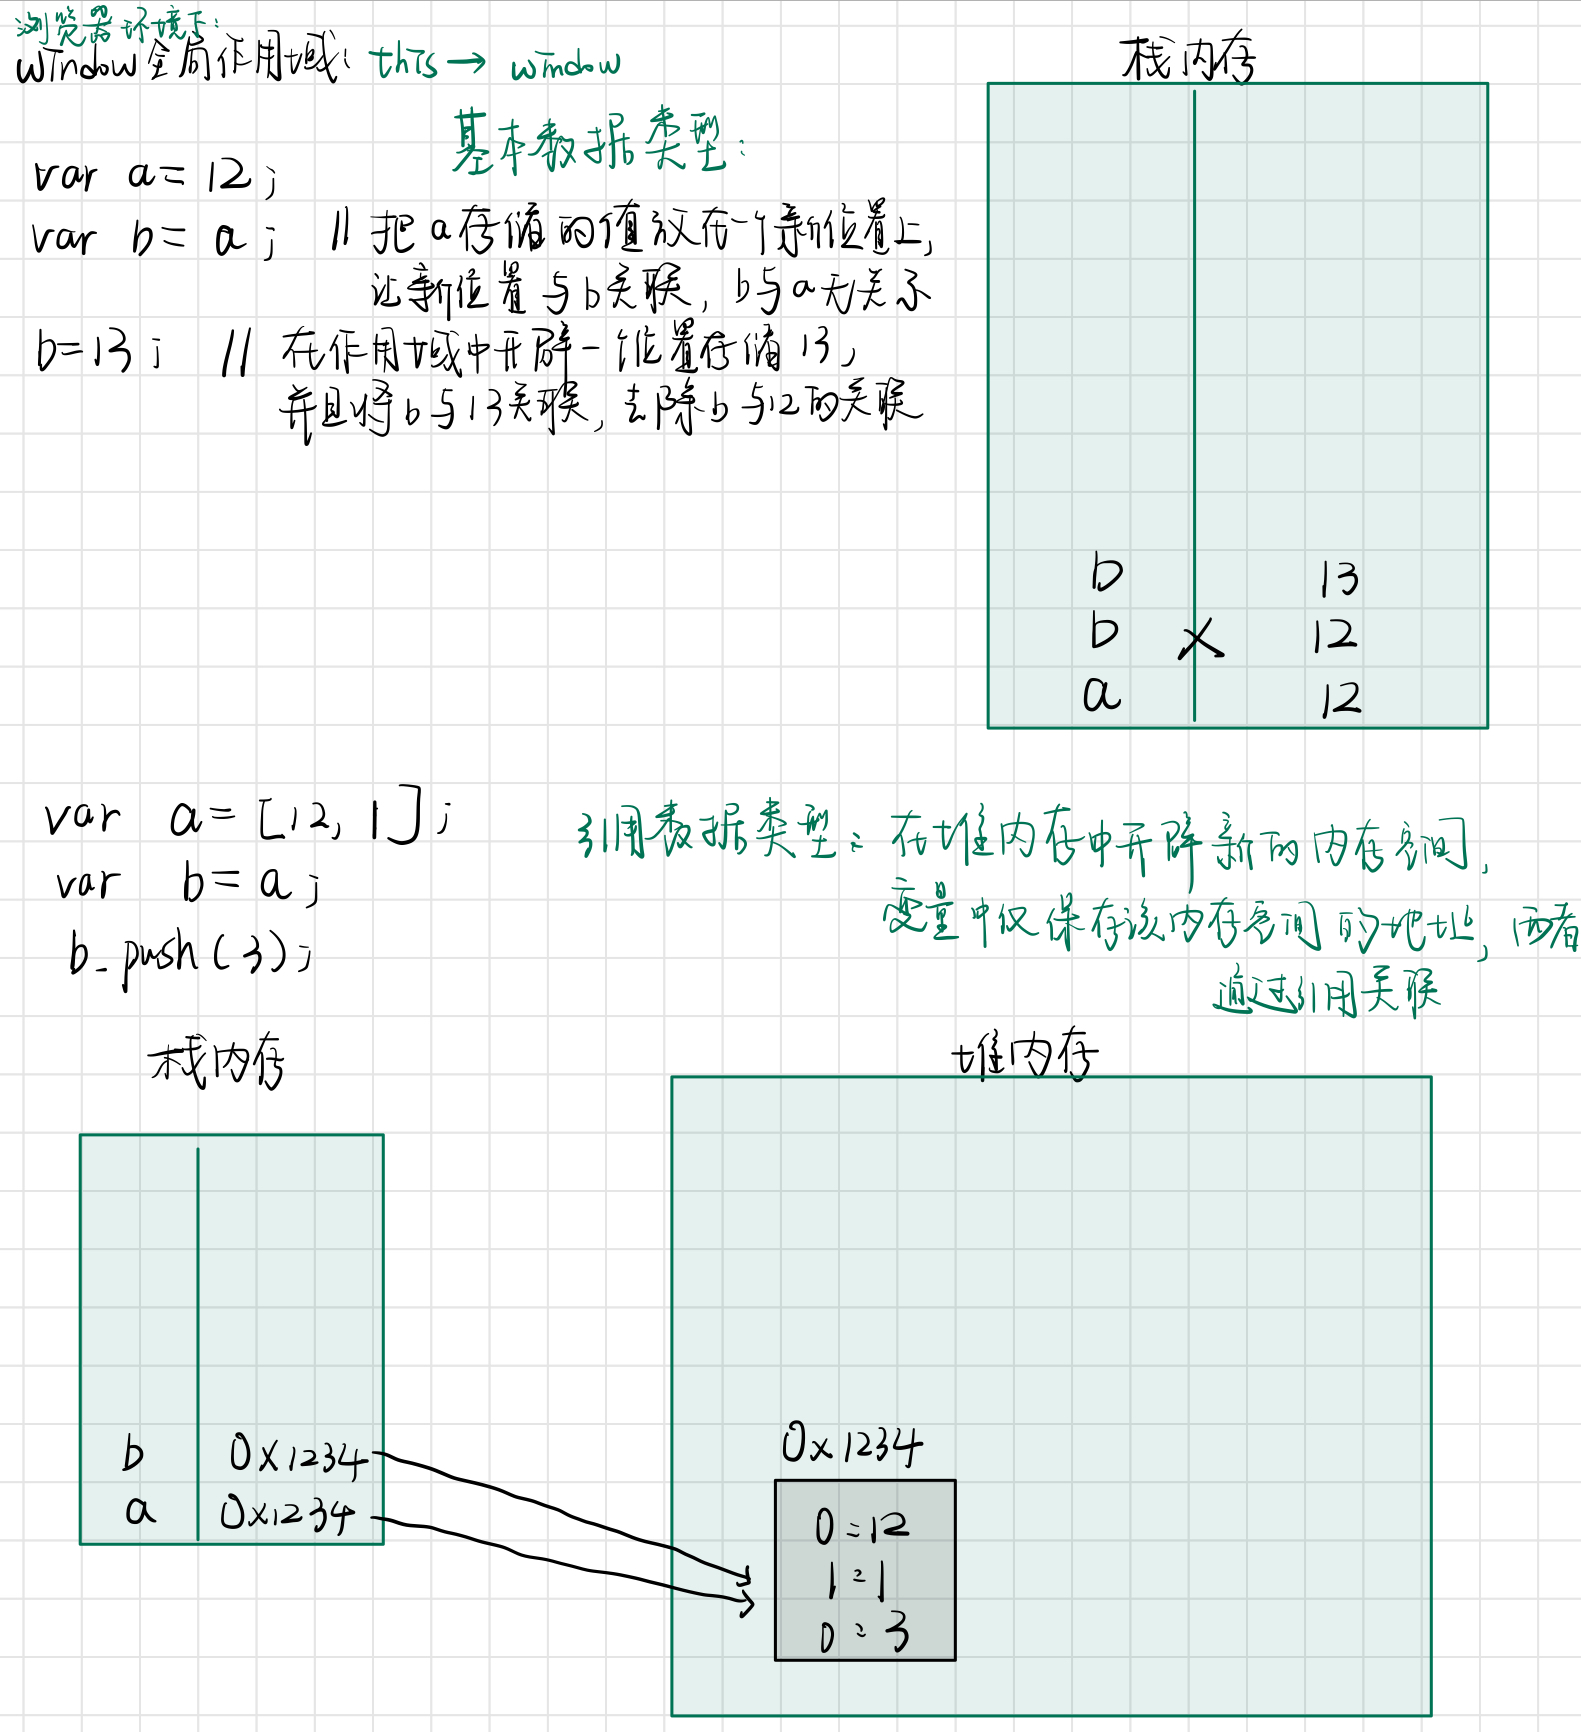 浏览器环境下:
window全局作用域: this → window
基本数据类型:
var a = 12;
var b = a; // 把a存储的值放在一个新位置上,
让新位置与b关联, b与a无关系
b=13; // 在作用域中开辟一个位置存储 13,
并且将b与13关联, 去除b与12的关联
栈内存
b 13
b × 12
a 12
var a = [12, 1];
var b = a;
b.push(3);
引用数据类型: 在堆内存中开辟新的内存空间,
变量中仅保存该内存空间的地址, 两者
通过引用关联
栈内存
b 0x1234
a 0x1234
堆内存
0x1234
0:12
1:1
0:3